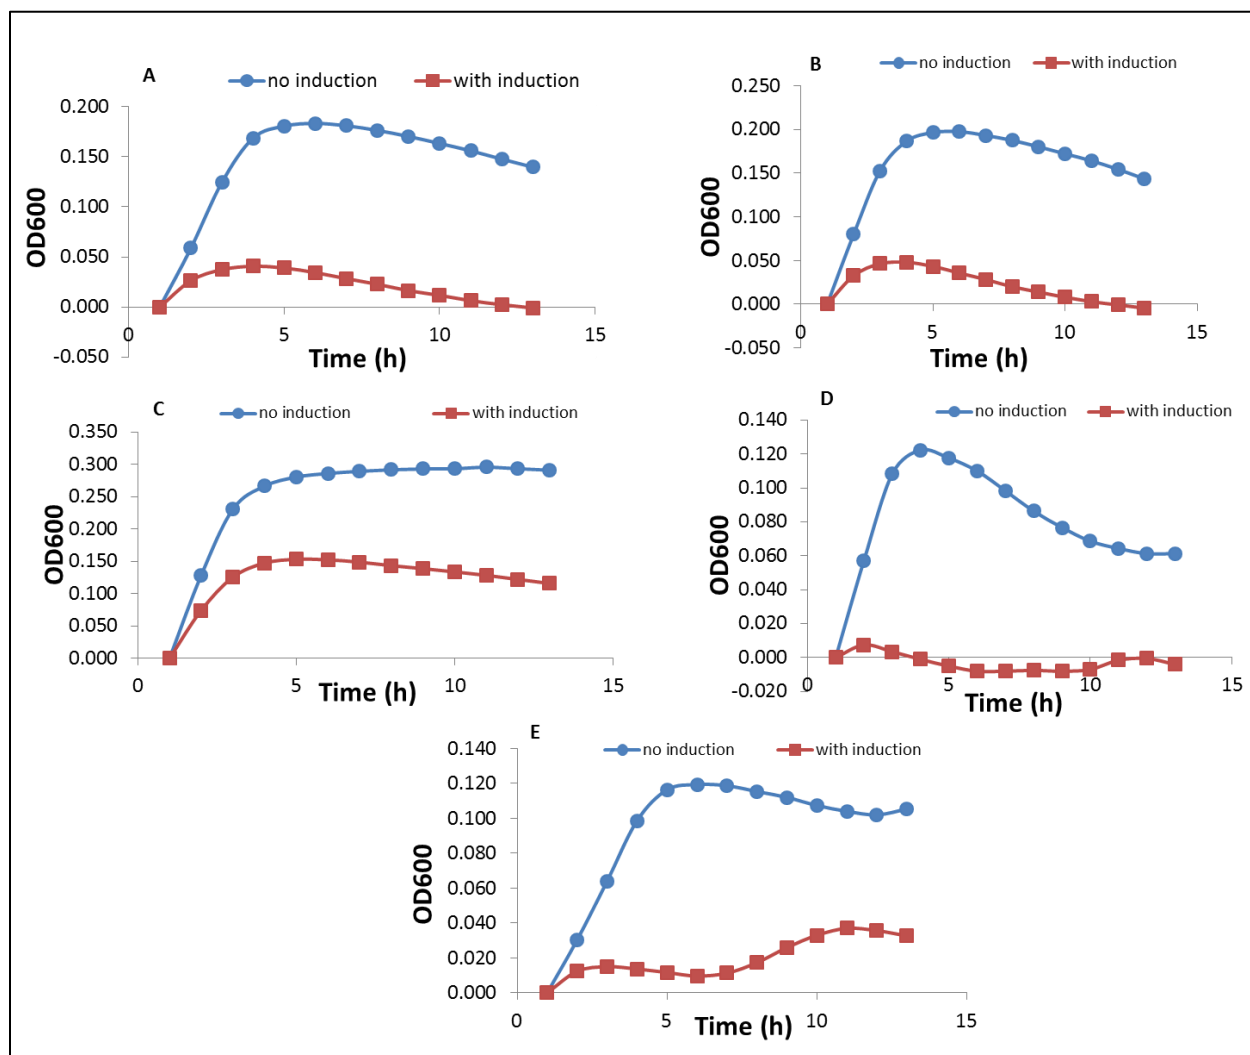 A
no induction
with induction
0.200
0.150
0.100
0.050
0.000
-0.050
0
5
10
15
OD600
Time (h)
B
no induction
with induction
0.250
0.200
0.150
0.100
0.050
0.000
-0.050
0
5
10
15
OD600
Time (h)
C
no induction
with induction
0.350
0.300
0.250
0.200
0.150
0.100
0.050
0.000
0
5
10
15
OD600
Time (h)
D
no induction
with induction
0.140
0.120
0.100
0.080
0.060
0.040
0.020
0.000
-0.020
0
5
10
15
OD600
Time (h)
E
no induction
with induction
0.140
0.120
0.100
0.080
0.060
0.040
0.020
0.000
0
5
10
15
OD600
Time (h)